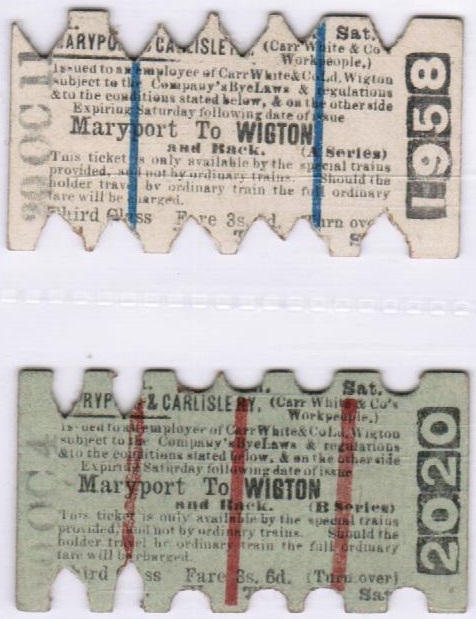 Sat.
MARYPORT & CARLISLE RY. (Carr White & Co's
Workpeople.)
Issued to an employee of Carr White & Co Ld. Wigton
subject to the Company's Bye Laws & regulations
& to the conditions stated below, & on the other side
Expiring Saturday following date of issue
Maryport To WIGTON
and Back. (A Series)
This ticket is only available by the special trains
provided, and not by ordinary trains. Should the
holder travel by ordinary train the full ordinary
fare will be charged.
Third Class Fare 3s. 6d. (Turn over)
1958
OC 11
Sat.
RYPO & CARLISLE RY. (Carr White & Co's
Workpeople.)
Issued to an employee of Carr White & Co Ld. Wigton
subject to the Company's Bye Laws & regulations
& to the conditions stated below, & on the other side
Expiring Saturday following date of issue
Maryport To WIGTON
and Back. (B Series)
This ticket is only available by the special trains
provided, and not by ordinary trains. Should the
holder travel by ordinary train the full ordinary
fare will be charged.
Third Class Fare 3s. 6d. (Turn over)
Sat
2020
OC 4